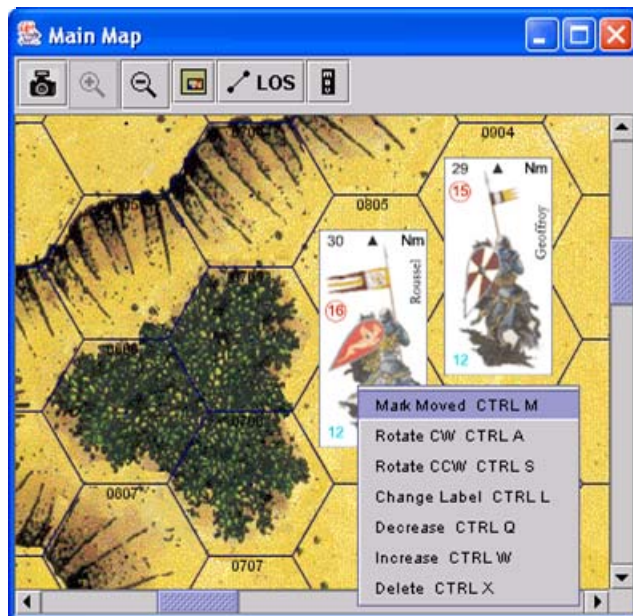 Main Map
LOS
0904
29 Nm
15
Geoffroy
0805
30 Nm
Roussel
16
12
12
Mark Moved CTRL M
Rotate CW CTRL A
Rotate CCW CTRL S
Change Label CTRL L
Decrease CTRL Q
Increase CTRL W
Delete CTRL X
0607
0707